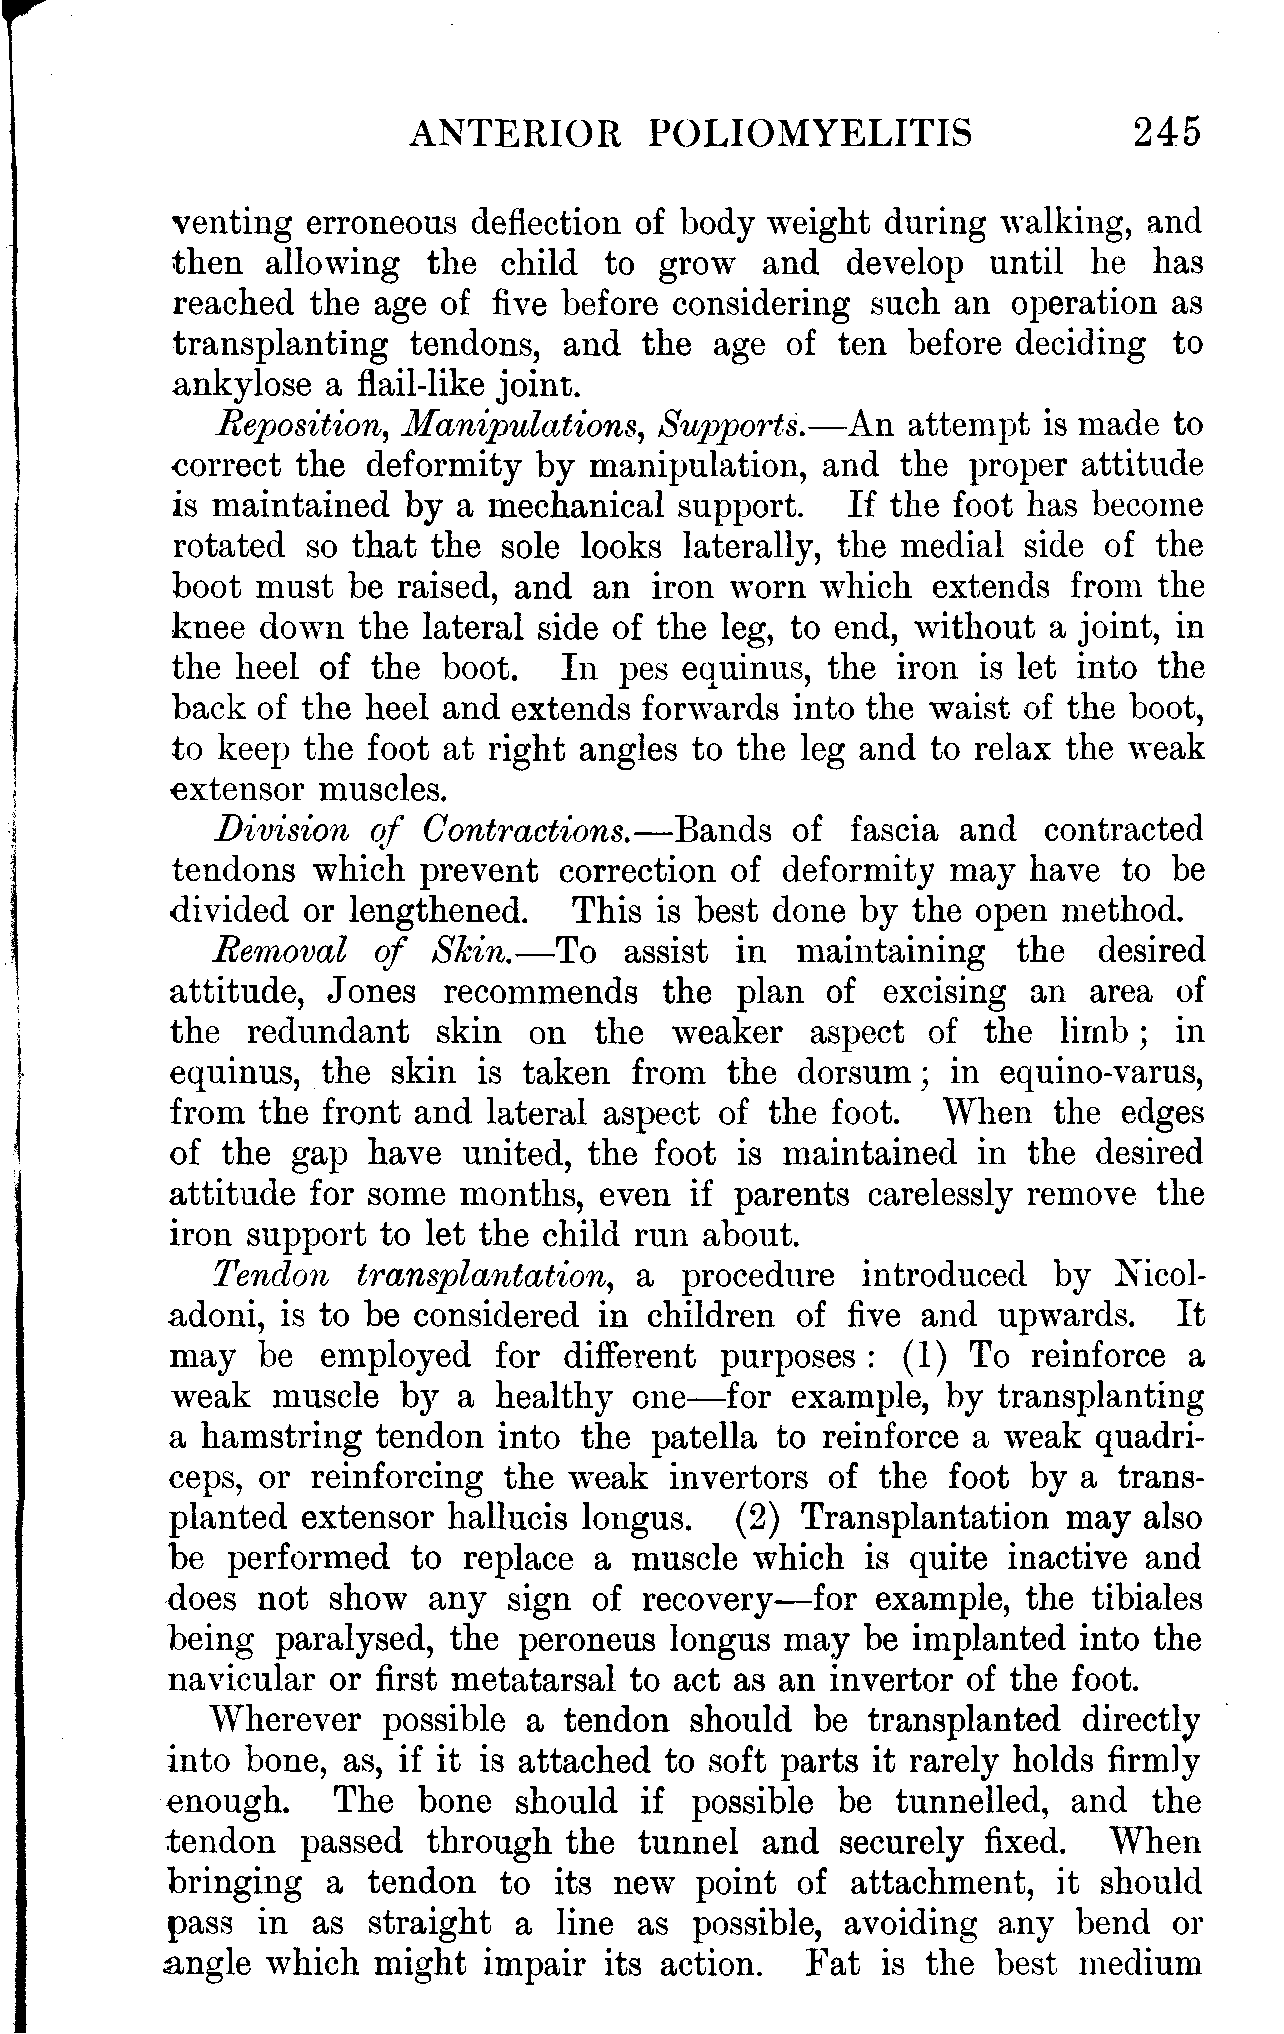 ANTERIOR POLIOMYELITIS 245
venting erroneous deflection of body weight during walking, and
then allowing the child to grow and develop until he has
reached the age of five before considering such an operation as
transplanting tendons, and the age of ten before deciding to
ankylose a flail-like joint.
Reposition, Manipulations, Supports.—An attempt is made to
correct the deformity by manipulation, and the proper attitude
is maintained by a mechanical support. If the foot has become
rotated so that the sole looks laterally, the medial side of the
boot must be raised, and an iron worn which extends from the
knee down the lateral side of the leg, to end, without a joint, in
the heel of the boot. In pes equinus, the iron is let into the
back of the heel and extends forwards into the waist of the boot,
to keep the foot at right angles to the leg and to relax the weak
extensor muscles.
Division of Contractions.—Bands of fascia and contracted
tendons which prevent correction of deformity may have to be
divided or lengthened. This is best done by the open method.
Removal of Skin.—To assist in maintaining the desired
attitude, Jones recommends the plan of excising an area of
the redundant skin on the weaker aspect of the limb; in
equinus, the skin is taken from the dorsum; in equino-varus,
from the front and lateral aspect of the foot. When the edges
of the gap have united, the foot is maintained in the desired
attitude for some months, even if parents carelessly remove the
iron support to let the child run about.
Tendon transplantation, a procedure introduced by Nicol-
adoni, is to be considered in children of five and upwards. It
may be employed for different purposes: (1) To reinforce a
weak muscle by a healthy one—for example, by transplanting
a hamstring tendon into the patella to reinforce a weak quadri-
ceps, or reinforcing the weak invertors of the foot by a trans-
planted extensor hallucis longus. (2) Transplantation may also
be performed to replace a muscle which is quite inactive and
does not show any sign of recovery—for example, the tibiales
being paralysed, the peroneus longus may be implanted into the
navicular or first metatarsal to act as an invertor of the foot.
Wherever possible a tendon should be transplanted directly
into bone, as, if it is attached to soft parts it rarely holds firmly
enough. The bone should if possible be tunnelled, and the
tendon passed through the tunnel and securely fixed. When
bringing a tendon to its new point of attachment, it should
pass in as straight a line as possible, avoiding any bend or
angle which might impair its action. Fat is the best medium